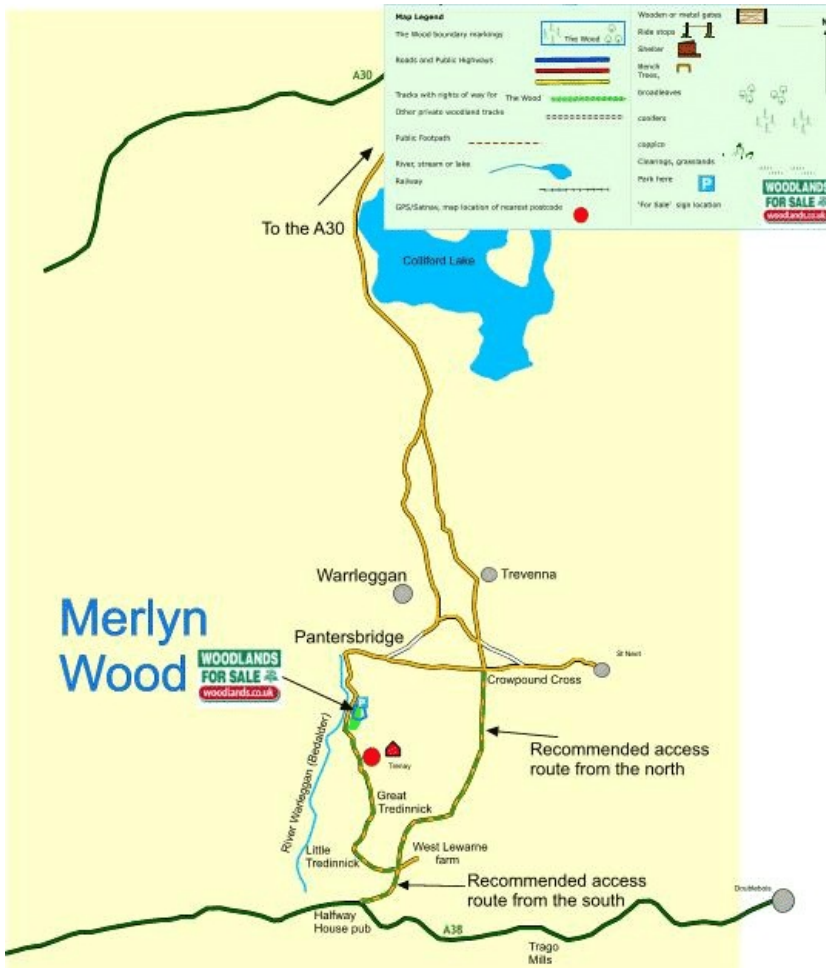 Map Legend
The Wood boundary markings
The Wood
Roads and Public Highways
Tracks with rights of way for The Wood
Other private woodland tracks
Public Footpath
River, stream or lake
Railway
GPS/Satnav, map location of nearest postcode
Wooden or metal gates
Ride stops
Shelter
Bench
Trees,
broadleaves
conifers
coppice
Clearings, grasslands
Park here
P
'For Sale' sign location
WOODLANDS
FOR SALE
woodlands.co.uk
A30
To the A30
Colliford Lake
Warrleggan
Trevenna
Merlyn
Wood
WOODLANDS
FOR SALE
woodlands.co.uk
Pantersbridge
St Neot
Crowpound Cross
River Warleggan (Bedalder)
Recommended access
route from the north
Great
Tredinnick
Little
Tredinnick
West Lewarne
farm
Recommended access
route from the south
Doublebois
Halfway
House pub
A38
Trago
Mills